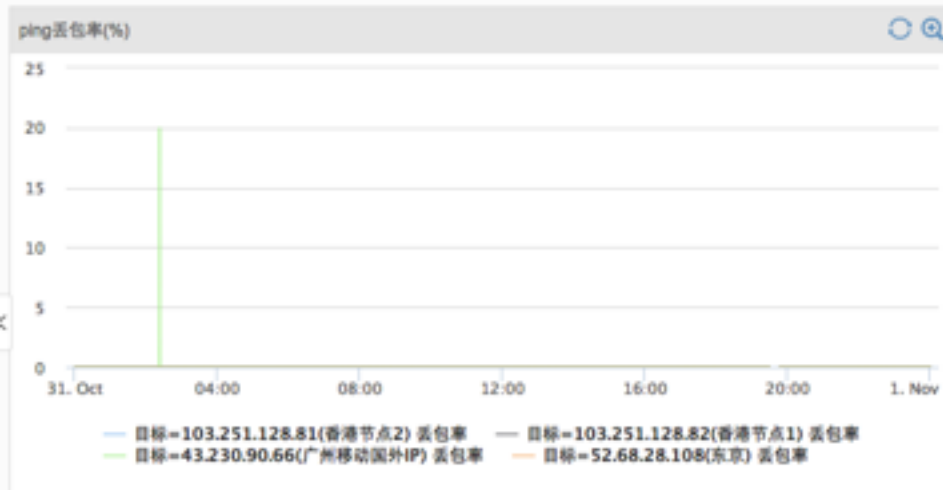 ping丢包率(%)
25
20
15
10
5
0
31. Oct 04:00 08:00 12:00 16:00 20:00 1. Nov
目标=103.251.128.81(香港节点2) 丢包率 目标=103.251.128.82(香港节点1) 丢包率
目标=43.230.90.66(广州移动国外IP) 丢包率 目标=52.68.28.108(东京) 丢包率